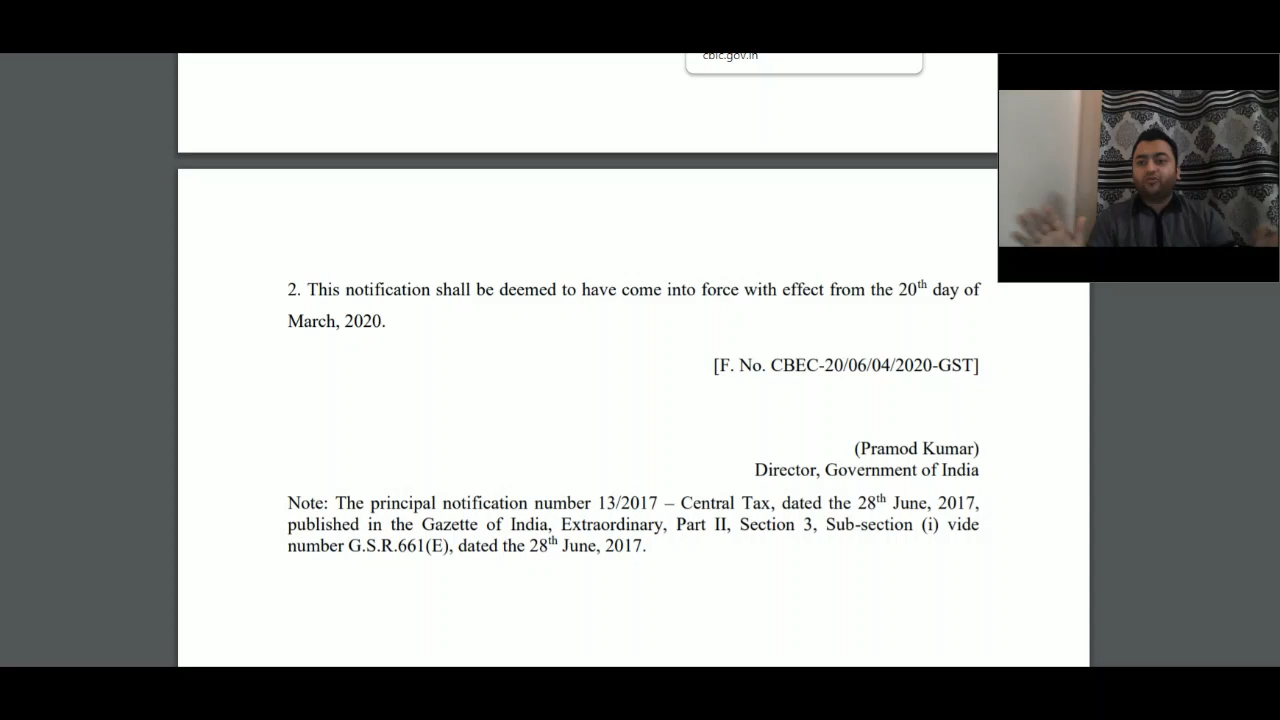 cbic.gov.in
2. This notification shall be deemed to have come into force with effect from the 20th day of
March, 2020.
[F. No. CBEC-20/06/04/2020-GST]
(Pramod Kumar)
Director, Government of India
Note: The principal notification number 13/2017 – Central Tax, dated the 28th June, 2017,
published in the Gazette of India, Extraordinary, Part II, Section 3, Sub-section (i) vide
number G.S.R.661(E), dated the 28th June, 2017.